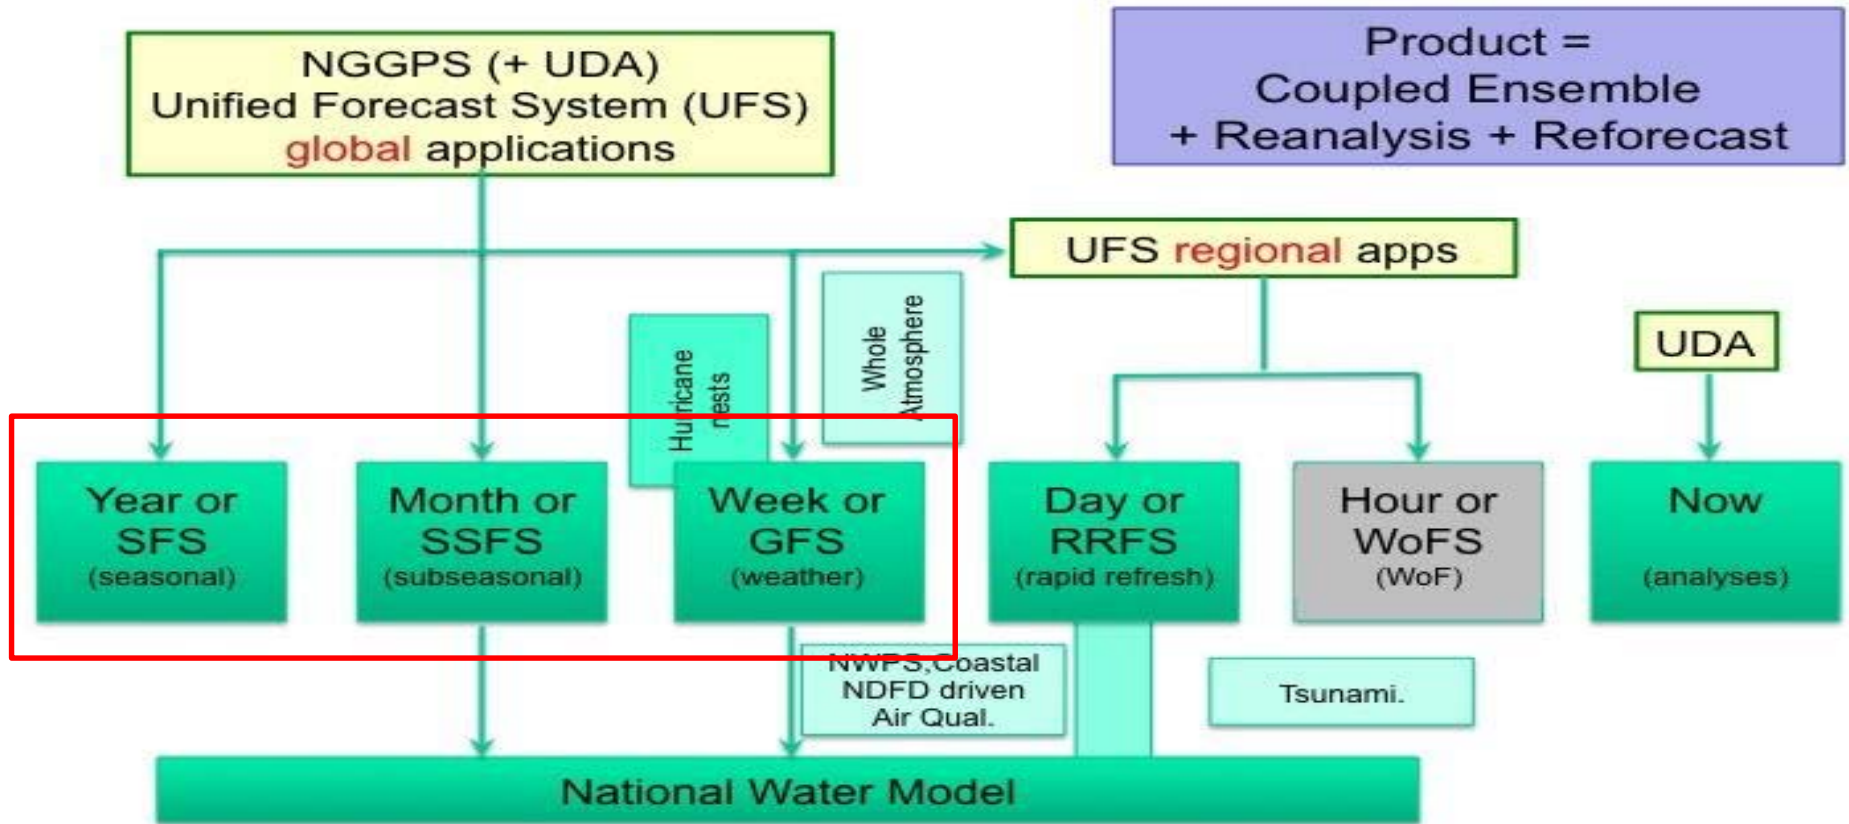 NGGPS (+ UDA)
Unified Forecast System (UFS)
global applications
Product =
Coupled Ensemble
+ Reanalysis + Reforecast
UFS regional apps
UDA
Hurricane
nests
Whole
Atmosphere
Year or
SFS
(seasonal)
Month or
SSFS
(subseasonal)
Week or
GFS
(weather)
Day or
RRFS
(rapid refresh)
Hour or
WoFS
(WoF)
Now
(analyses)
NWPS,Coastal
NDFD driven
Air Qual.
Tsunami.
National Water Model